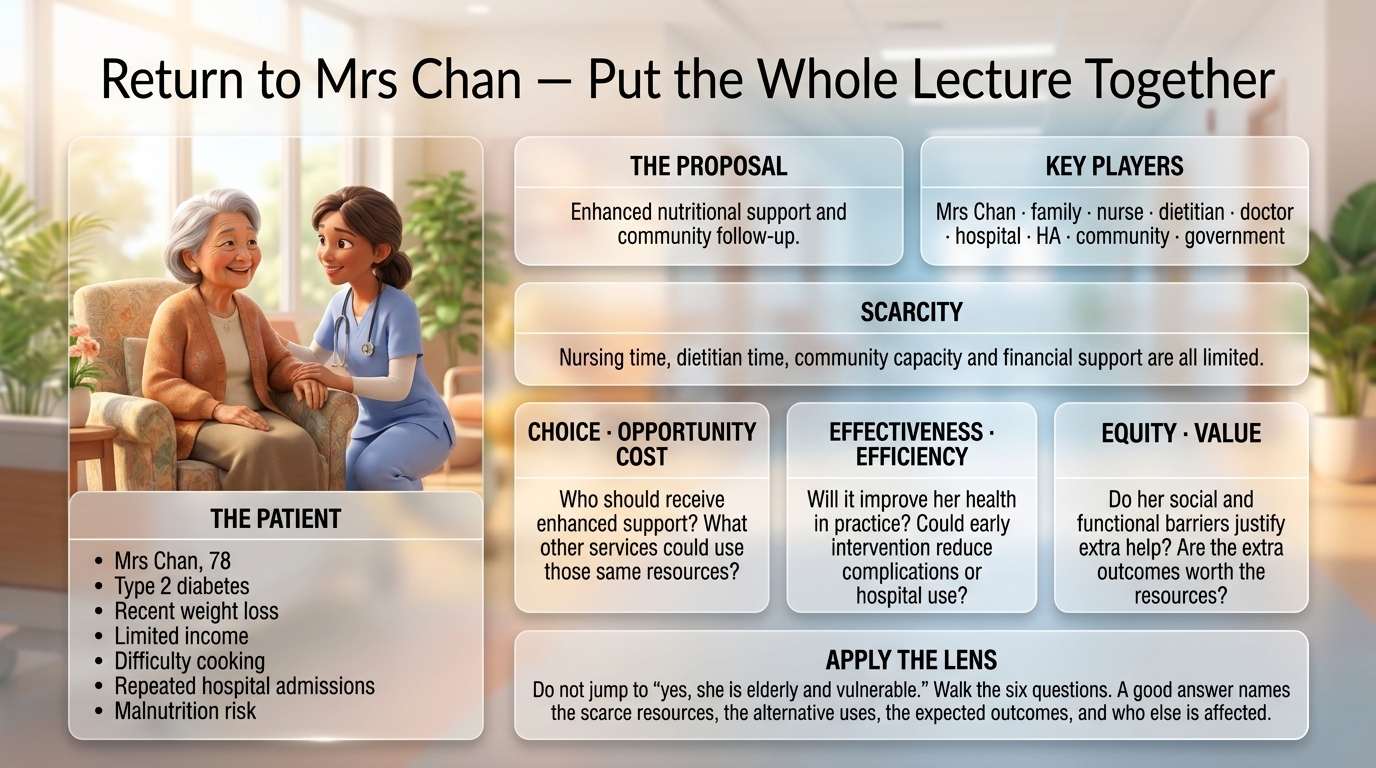 Return to Mrs Chan — Put the Whole Lecture Together
THE PATIENT
• Mrs Chan, 78
• Type 2 diabetes
• Recent weight loss
• Limited income
• Difficulty cooking
• Repeated hospital admissions
• Malnutrition risk
THE PROPOSAL
Enhanced nutritional support and
community follow-up.
KEY PLAYERS
Mrs Chan · family · nurse · dietitian · doctor
· hospital · HA · community · government
SCARCITY
Nursing time, dietitian time, community capacity and financial support are all limited.
CHOICE · OPPORTUNITY
COST
Who should receive
enhanced support? What
other services could use
those same resources?
EFFECTIVENESS ·
EFFICIENCY
Will it improve her health
in practice? Could early
intervention reduce
complications or
hospital use?
EQUITY · VALUE
Do her social and
functional barriers justify
extra help? Are the extra
outcomes worth the
resources?
APPLY THE LENS
Do not jump to “yes, she is elderly and vulnerable.” Walk the six questions. A good answer names
the scarce resources, the alternative uses, the expected outcomes, and who else is affected.